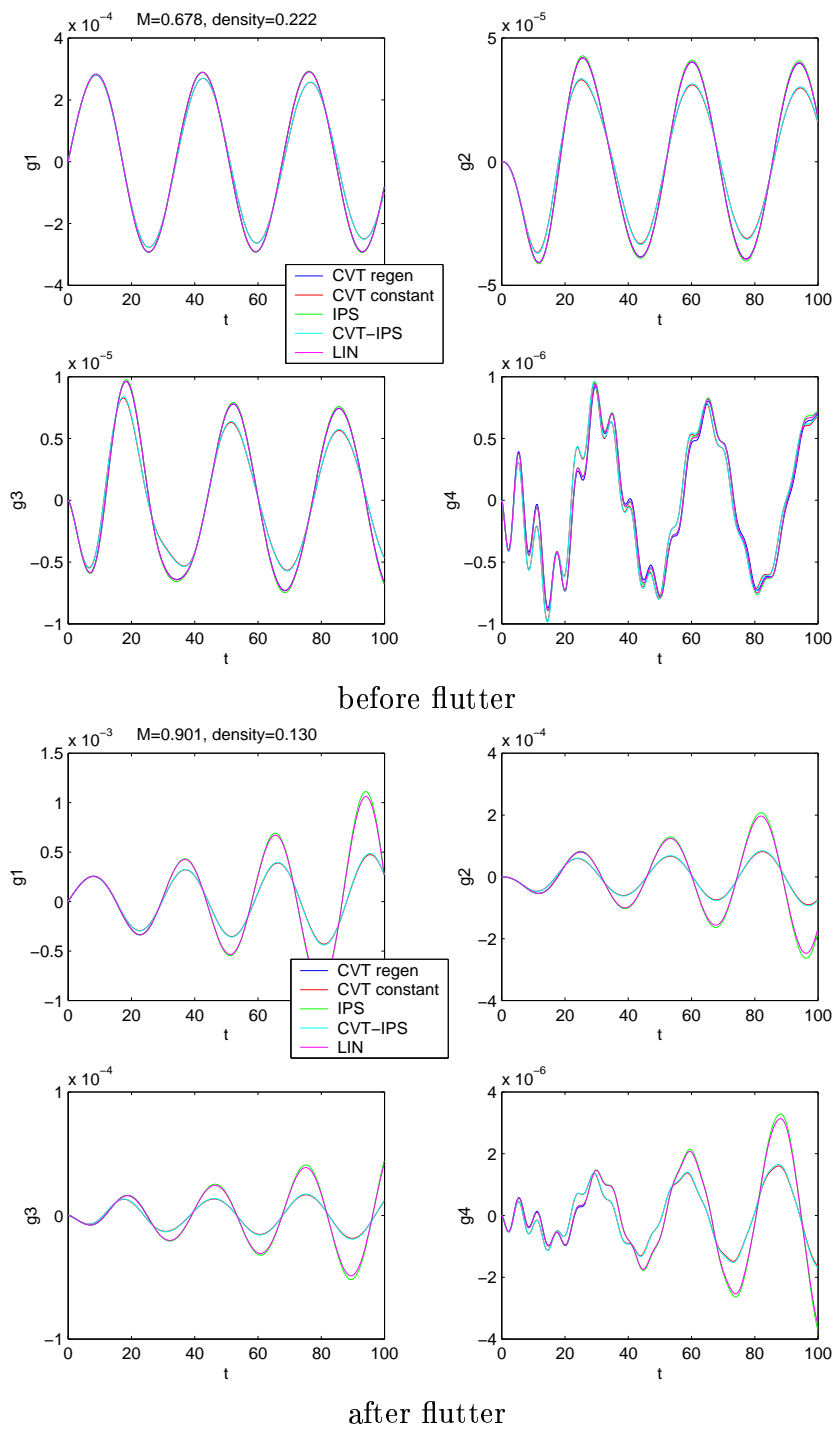 x 10⁻⁴ M=0.678, density=0.222
4
2
0
−2
−4
g1
0 20 40 60 80 100
t
x 10⁻⁵
5
0
−5
g2
0 20 40 60 80 100
t
CVT regen
CVT constant
IPS
CVT−IPS
LIN
x 10⁻⁵
1
0.5
0
−0.5
−1
g3
0 20 40 60 80 100
t
x 10⁻⁶
1
0.5
0
−0.5
−1
g4
0 20 40 60 80 100
t
before flutter
x 10⁻³ M=0.901, density=0.130
1.5
1
0.5
0
−0.5
−1
g1
0 20 40 60 80 100
t
x 10⁻⁴
4
2
0
−2
−4
g2
0 20 40 60 80 100
t
CVT regen
CVT constant
IPS
CVT−IPS
LIN
x 10⁻⁴
1
0
−1
g3
0 20 40 60 80 100
t
x 10⁻⁶
4
2
0
−2
−4
g4
0 20 40 60 80 100
t
after flutter